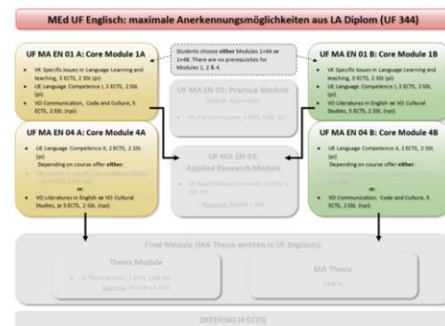 MEd UF Englisch: maximale Anerkennungsmöglichkeiten aus LA Diplom (UF 344)
UF MA EN 01 A: Core Module 1A
VK Specific Issues in Language Learning and
teaching, 3 ECTS, 2 SSt.
(pi)
UE Language Competence I, 3 ECTS, 2 SSt.
(pi)
VO Communication, Code and Culture, 5
ECTS, 2 SSt. (npi)
Students choose either Modules 1+4A or
1+4B. There are no prerequisites for
Modules 1, 2 & 4.
UF MA EN 01 B: Core Module 1B
VK Specific Issues in Language Learning and
teaching, 3 ECTS, 2 SSt. (pi)
UE Language Competence I, 3 ECTS, 2 SSt.
(pi)
VO Literatures in English or VO Cultural
Studies, 5 ECTS, 2 SSt. (npi)
UF MA EN 02: Practice Module
UF MA EN 03:
Applied Research Module
UF MA EN 04 A: Core Module 4A
UE Language Competence II, 2 ECTS, 2 SSt.
(pi)
Depending on course offer either:
or:
VO Literatures in English or VO Cultural
Studies, je 5 ECTS, 2 SSt. (npi)
UF MA EN 04 B: Core Module 4B
UE Language Competence II, 2 ECTS, 2 SSt.
(pi)
Depending on course offer either:
or:
VO Communication, Code and Culture, 5
ECTS, 2 SSt. (npi)
Final Module (MA Thesis written to UF Englisch):
Thesis Module
MA Thesis
DEFENSIO (4 ECTS)